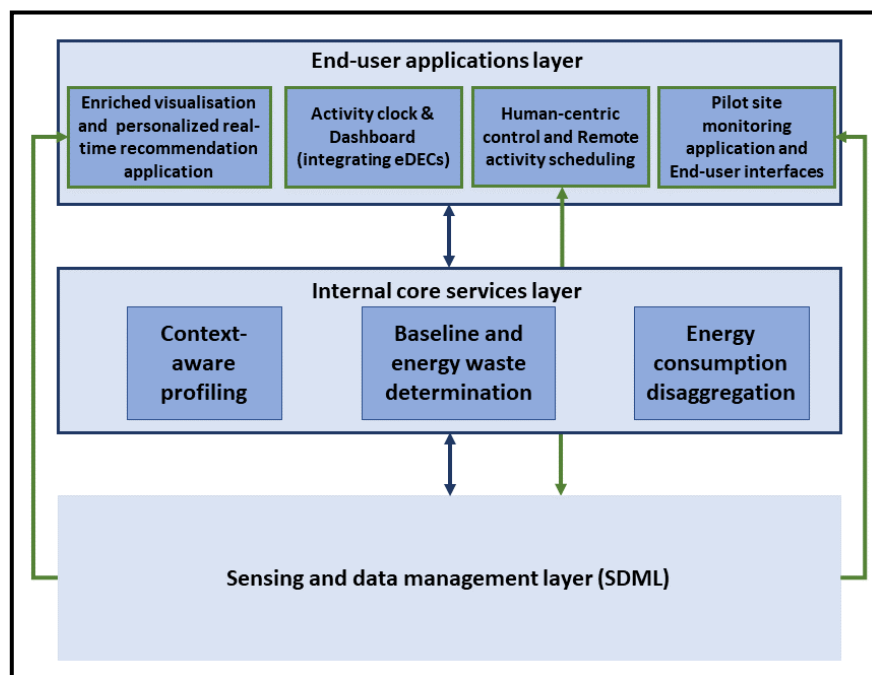 End-user applications layer
Enriched visualisation
and personalized real-
time recommendation
application
Activity clock &
Dashboard
(integrating eDECs)
Human-centric
control and Remote
activity scheduling
Pilot site
monitoring
application and
End-user interfaces
Internal core services layer
Context-
aware
profiling
Baseline and
energy waste
determination
Energy
consumption
disaggregation
Sensing and data management layer (SDML)